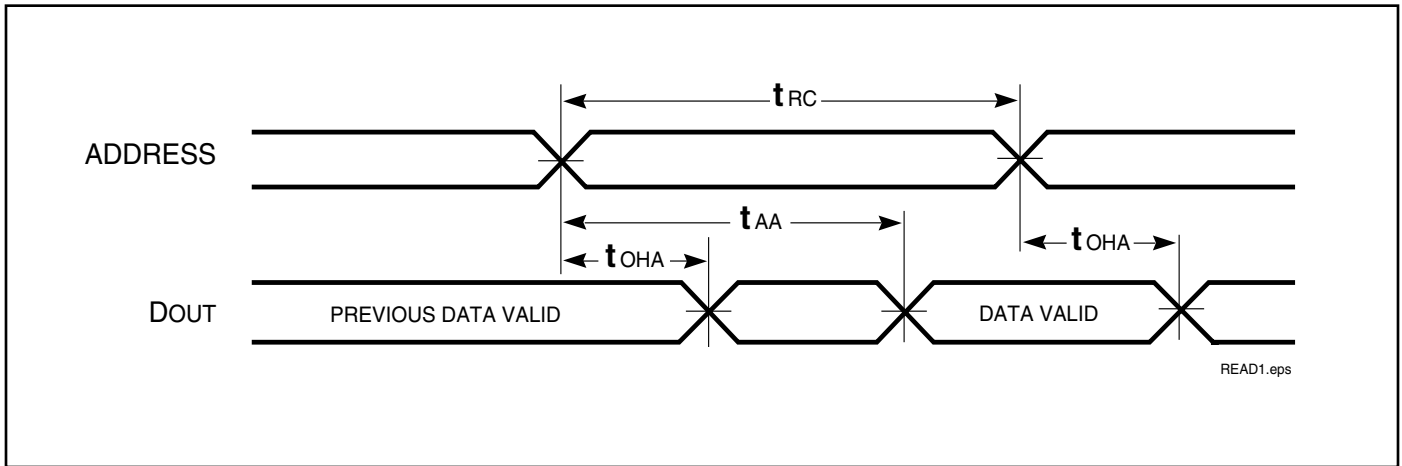 tRC
ADDRESS
tAA
tOHA
tOHA
DOUT
PREVIOUS DATA VALID
DATA VALID
READ1.eps